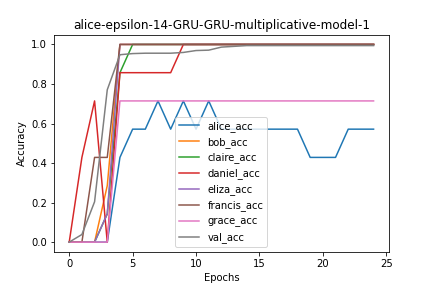 alice-epsilon-14-GRU-GRU-multiplicative-model-1
1.0
0.8
0.6
0.4
0.2
0.0
Accuracy
alice_acc
bob_acc
claire_acc
daniel_acc
eliza_acc
francis_acc
grace_acc
val_acc
0 5 10 15 20 25
Epochs